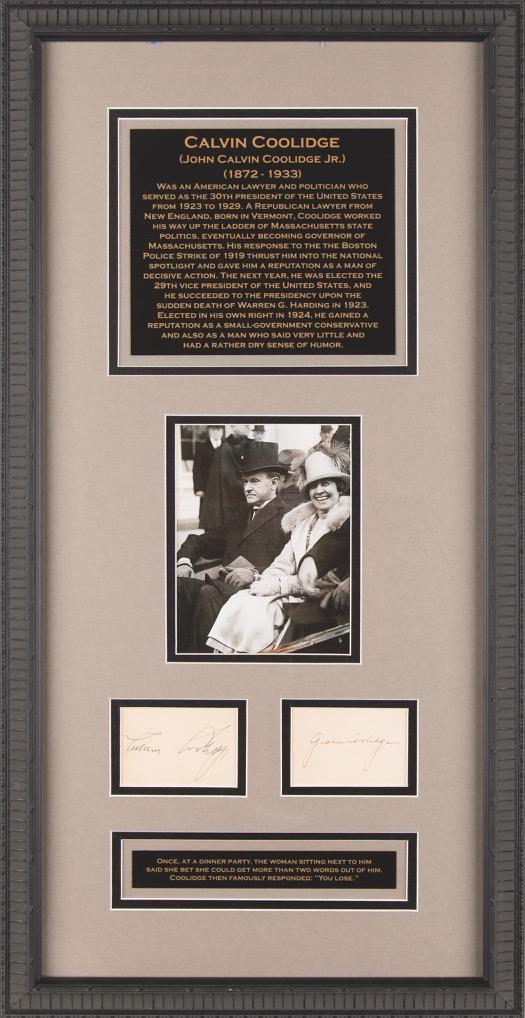 CALVIN COOLIDGE
(JOHN CALVIN COOLIDGE JR.)
(1872 - 1933)
WAS AN AMERICAN LAWYER AND POLITICIAN WHO
SERVED AS THE 30TH PRESIDENT OF THE UNITED STATES
FROM 1923 TO 1929. A REPUBLICAN LAWYER FROM
NEW ENGLAND, BORN IN VERMONT, COOLIDGE WORKED
HIS WAY UP THE LADDER OF MASSACHUSETTS STATE
POLITICS, EVENTUALLY BECOMING GOVERNOR OF
MASSACHUSETTS. HIS RESPONSE TO THE THE BOSTON
POLICE STRIKE OF 1919 THRUST HIM INTO THE NATIONAL
SPOTLIGHT AND GAVE HIM A REPUTATION AS A MAN OF
DECISIVE ACTION. THE NEXT YEAR, HE WAS ELECTED THE
29TH VICE PRESIDENT OF THE UNITED STATES, AND
HE SUCCEEDED TO THE PRESIDENCY UPON THE
SUDDEN DEATH OF WARREN G. HARDING IN 1923.
ELECTED IN HIS OWN RIGHT IN 1924, HE GAINED A
REPUTATION AS A SMALL-GOVERNMENT CONSERVATIVE
AND ALSO AS A MAN WHO SAID VERY LITTLE AND
HAD A RATHER DRY SENSE OF HUMOR.
Calvin Coolidge
Grace Coolidge
ONCE, AT A DINNER PARTY, THE WOMAN SITTING NEXT TO HIM
SAID SHE BET SHE COULD GET MORE THAN TWO WORDS OUT OF HIM.
COOLIDGE THEN FAMOUSLY RESPONDED: "YOU LOSE."